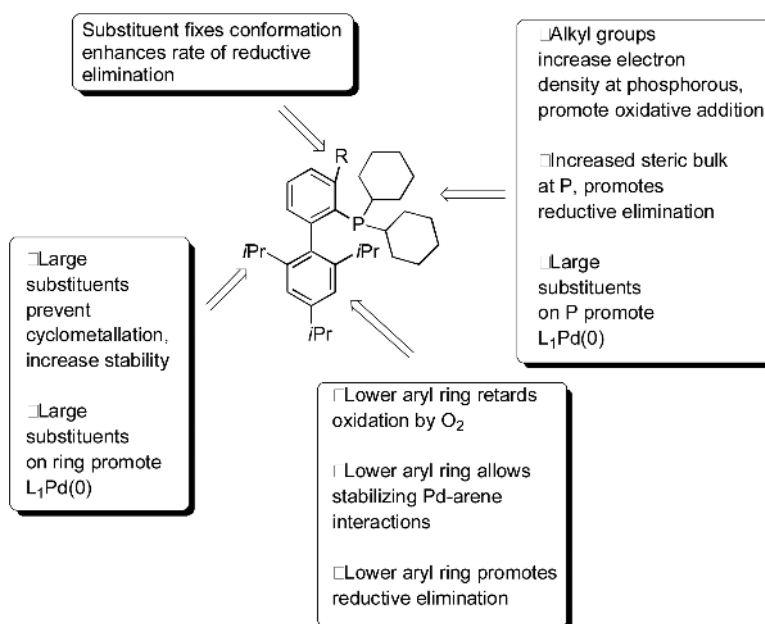 Substituent fixes conformation
enhances rate of reductive
elimination
□Alkyl groups
increase electron
density at phosphorous,
promote oxidative addition
□Increased steric bulk
at P, promotes
reductive elimination
□Large
substituents
on P promote
L₁Pd(0)
R
P
iPr
iPr
iPr
□Large
substituents
prevent
cyclometallation,
increase stability
□Large
substituents
on ring promote
L₁Pd(0)
□Lower aryl ring retards
oxidation by O₂
□Lower aryl ring allows
stabilizing Pd-arene
interactions
□Lower aryl ring promotes
reductive elimination